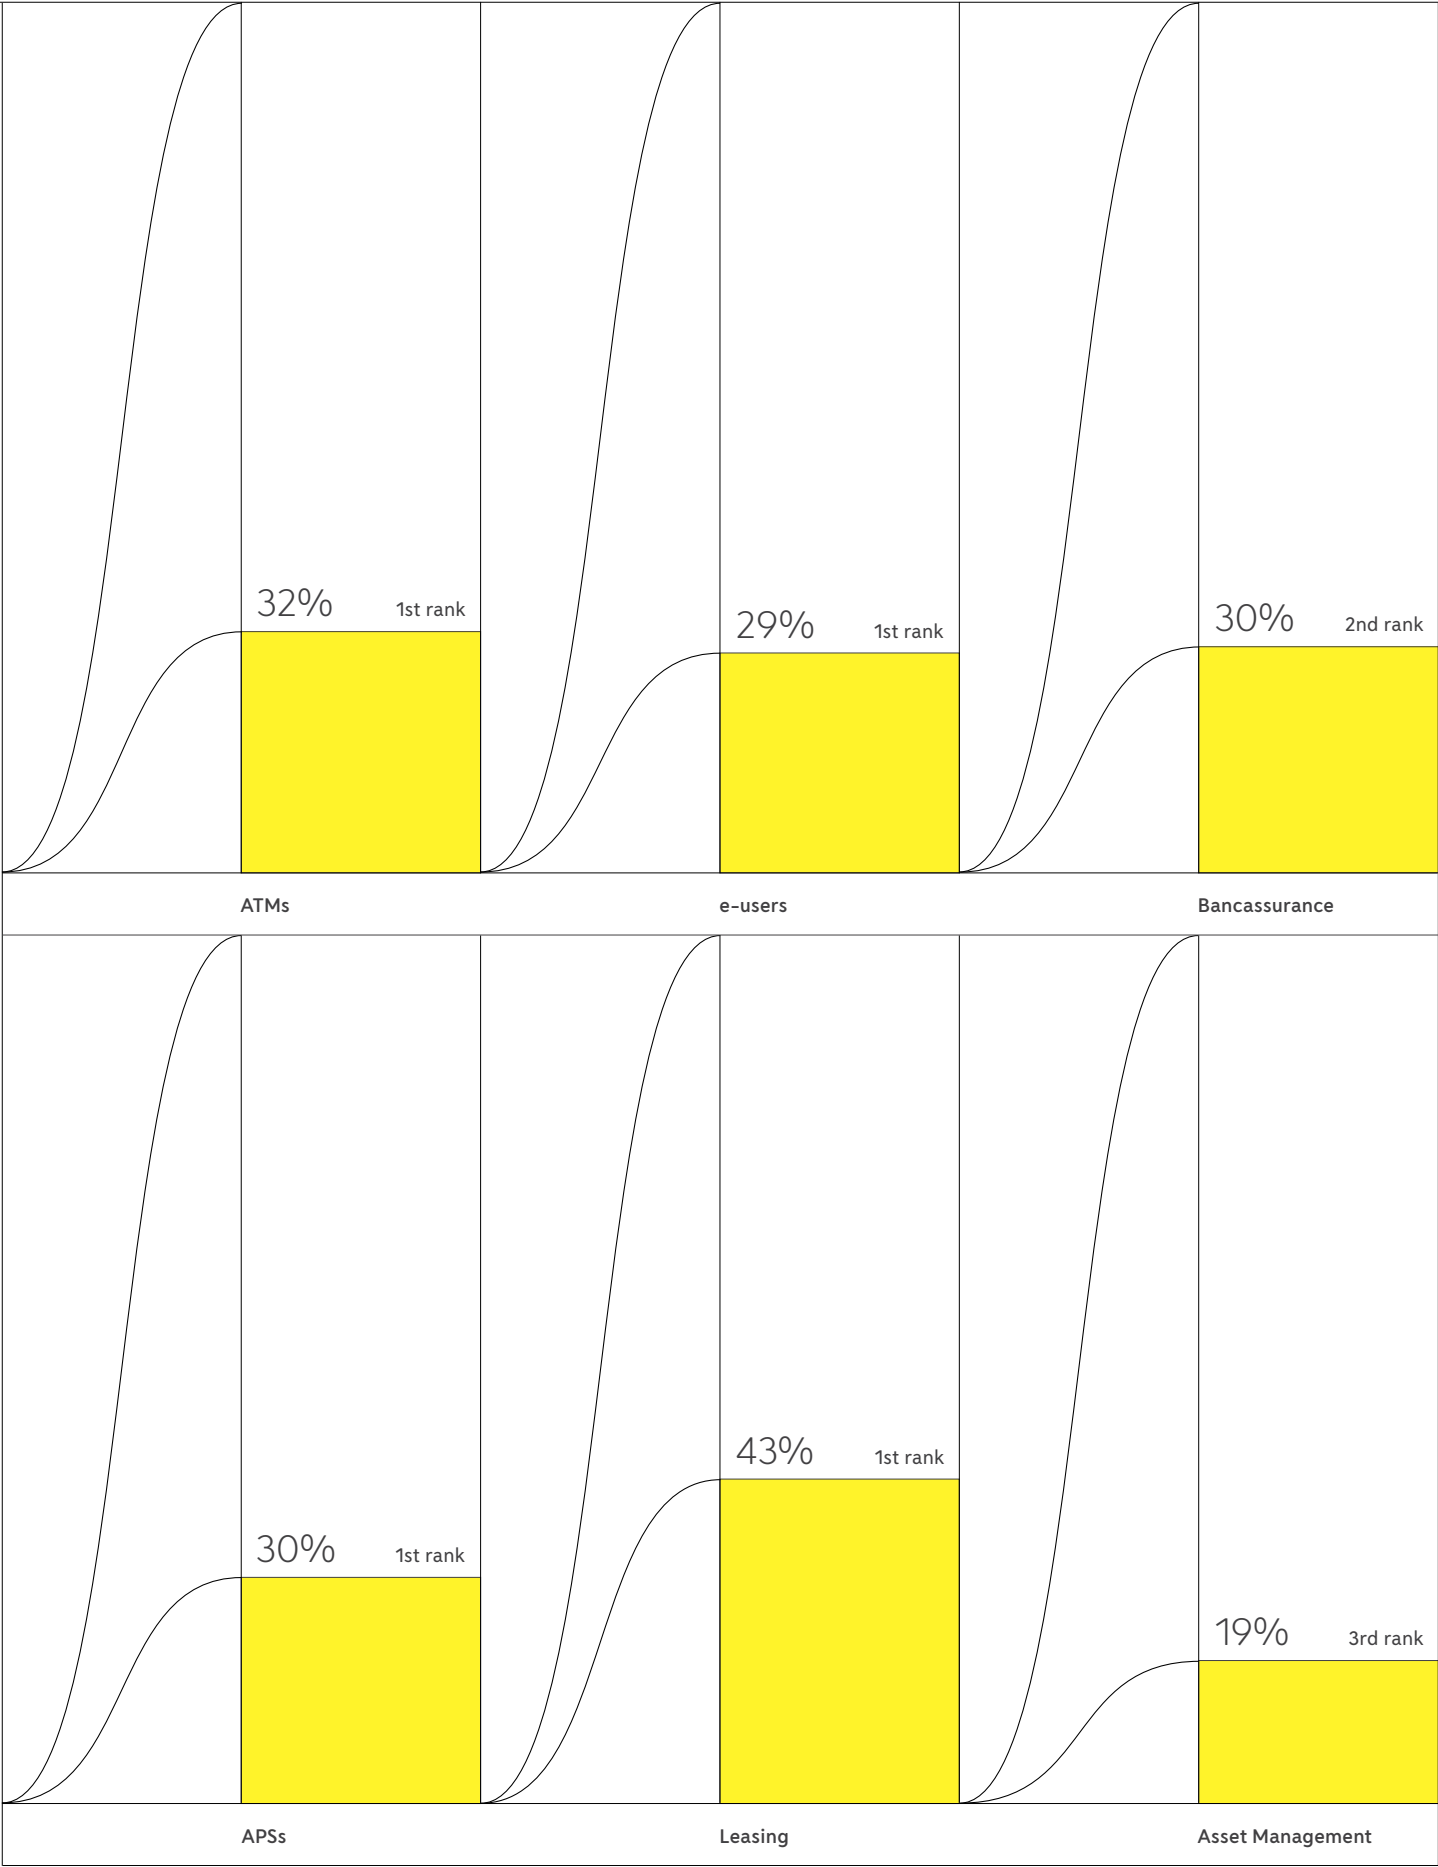 32% 1st rank
29% 1st rank
30% 2nd rank
ATMs
e-users
Bancassurance
30% 1st rank
43% 1st rank
19% 3rd rank
APSs
Leasing
Asset Management